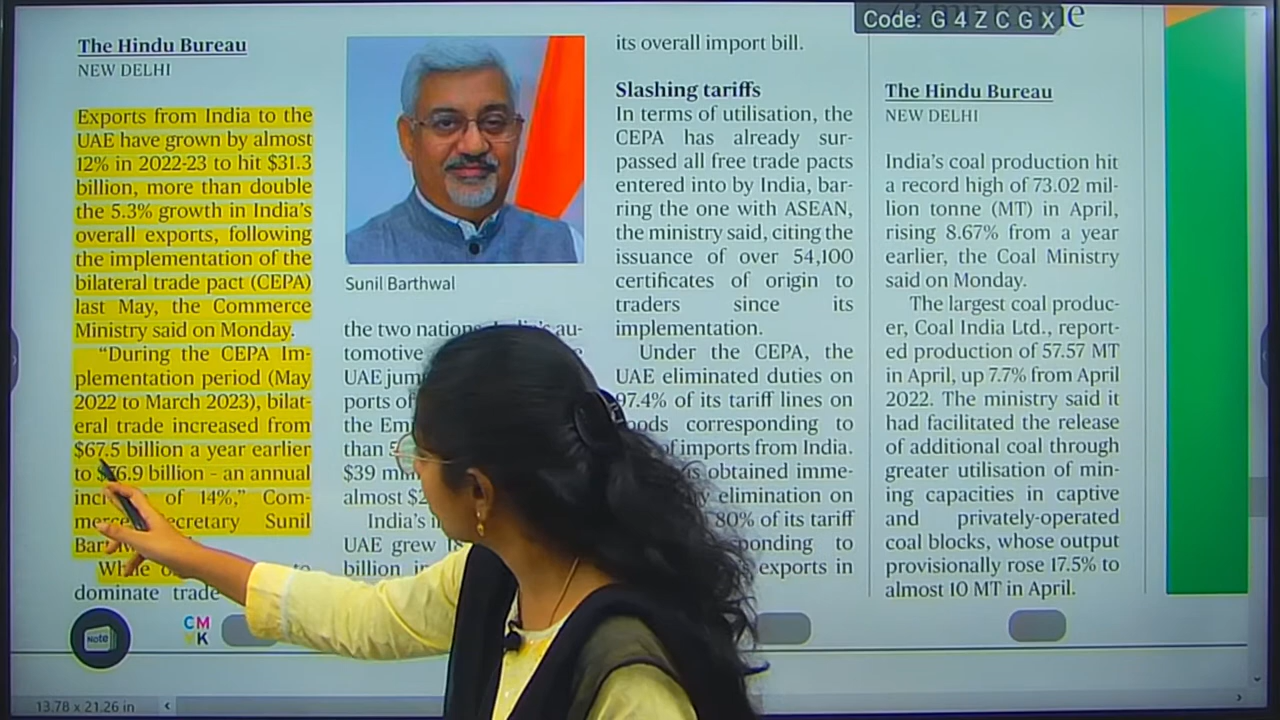 Code: G 4 Z C G X
The Hindu Bureau
NEW DELHI
Exports from India to the
UAE have grown by almost
12% in 2022-23 to hit $31.3
billion, more than double
the 5.3% growth in India's
overall exports, following
the implementation of the
bilateral trade pact (CEPA)
last May, the Commerce
Ministry said on Monday.
"During the CEPA Im-
plementation period (May
2022 to March 2023), bilat-
eral trade increased from
$67.5 billion a year earlier
to $76.9 billion – an annual
of 14%," Com-
Secretary Sunil
While
dominate trade
Note
CM
YK
Sunil Barthwal
the two nations, India's au-
tomotive
UAE
ports of
the
than
$39
almost
India's
UAE grew
billion
its overall import bill.
Slashing tariffs
In terms of utilisation, the
CEPA has already sur-
passed all free trade pacts
entered into by India, bar-
ring the one with ASEAN,
the ministry said, citing the
issuance of over 54,100
certificates of origin to
traders since its
implementation.
Under the CEPA, the
UAE eliminated duties on
97.4% of its tariff lines on
corresponding to
of imports from India.
obtained imme-
elimination on
80% of its tariff
to
exports in
The Hindu Bureau
NEW DELHI
India's coal production hit
a record high of 73.02 mil-
lion tonne (MT) in April,
rising 8.67% from a year
earlier, the Coal Ministry
said on Monday.
The largest coal produc-
er, Coal India Ltd., report-
ed production of 57.57 MT
in April, up 7.7% from April
2022. The ministry said it
had facilitated the release
of additional coal through
greater utilisation of min-
ing capacities in captive
and privately-operated
coal blocks, whose output
provisionally rose 17.5% to
almost 10 MT in April.
13.78 x 21.26 in